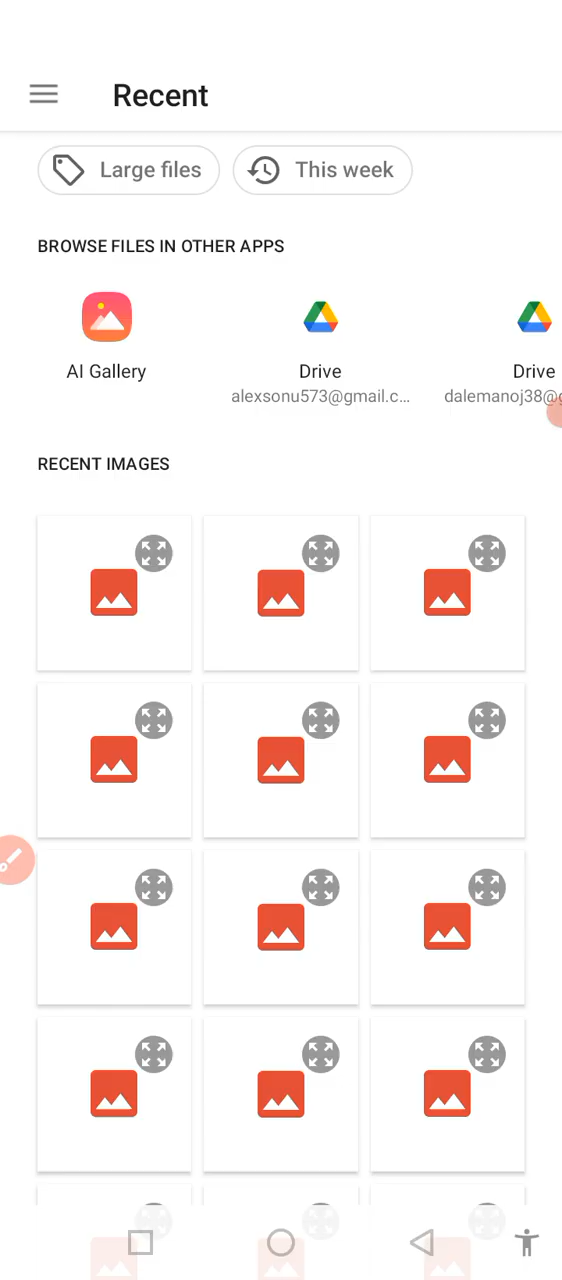 Recent
Large files
This week
BROWSE FILES IN OTHER APPS
AI Gallery
Drive
Drive
alexsonu573@gmail.c...
dalemanoj38@
RECENT IMAGES